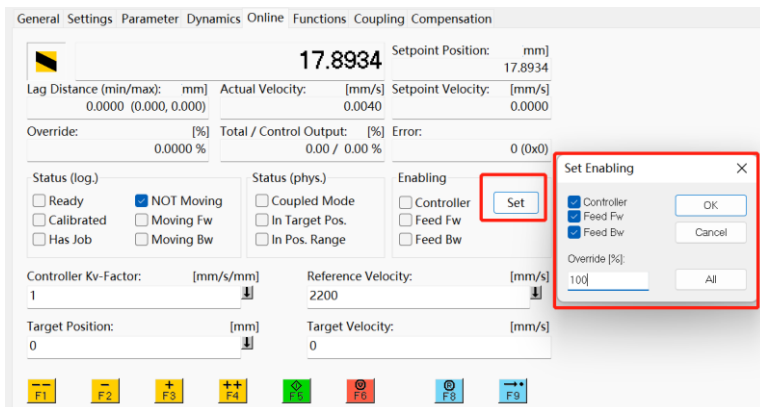 General Settings Parameter Dynamics Online Functions Coupling Compensation
17.8934
Setpoint Position: mm]
17.8934
Lag Distance (min/max): mm] Actual Velocity: [mm/s] Setpoint Velocity: [mm/s]
0.0000 (0.000, 0.000) 0.0040 0.0000
Override: [%] Total / Control Output: [%] Error:
0.0000 % 0.00 / 0.00 % 0 (0x0)
Status (log.) Status (phys.) Enabling
Ready NOT Moving Coupled Mode Controller Set
Calibrated Moving Fw In Target Pos. Feed Fw
Has Job Moving Bw In Pos. Range Feed Bw
Controller Kv-Factor: [mm/s/mm] Reference Velocity: [mm/s]
1 2200
Target Position: [mm] Target Velocity: [mm/s]
0 0
-- - + ++
F1 F2 F3 F4 F5 F6 F8 F9
Set Enabling
Controller OK
Feed Fw
Feed Bw Cancel
Override [%]:
100 All